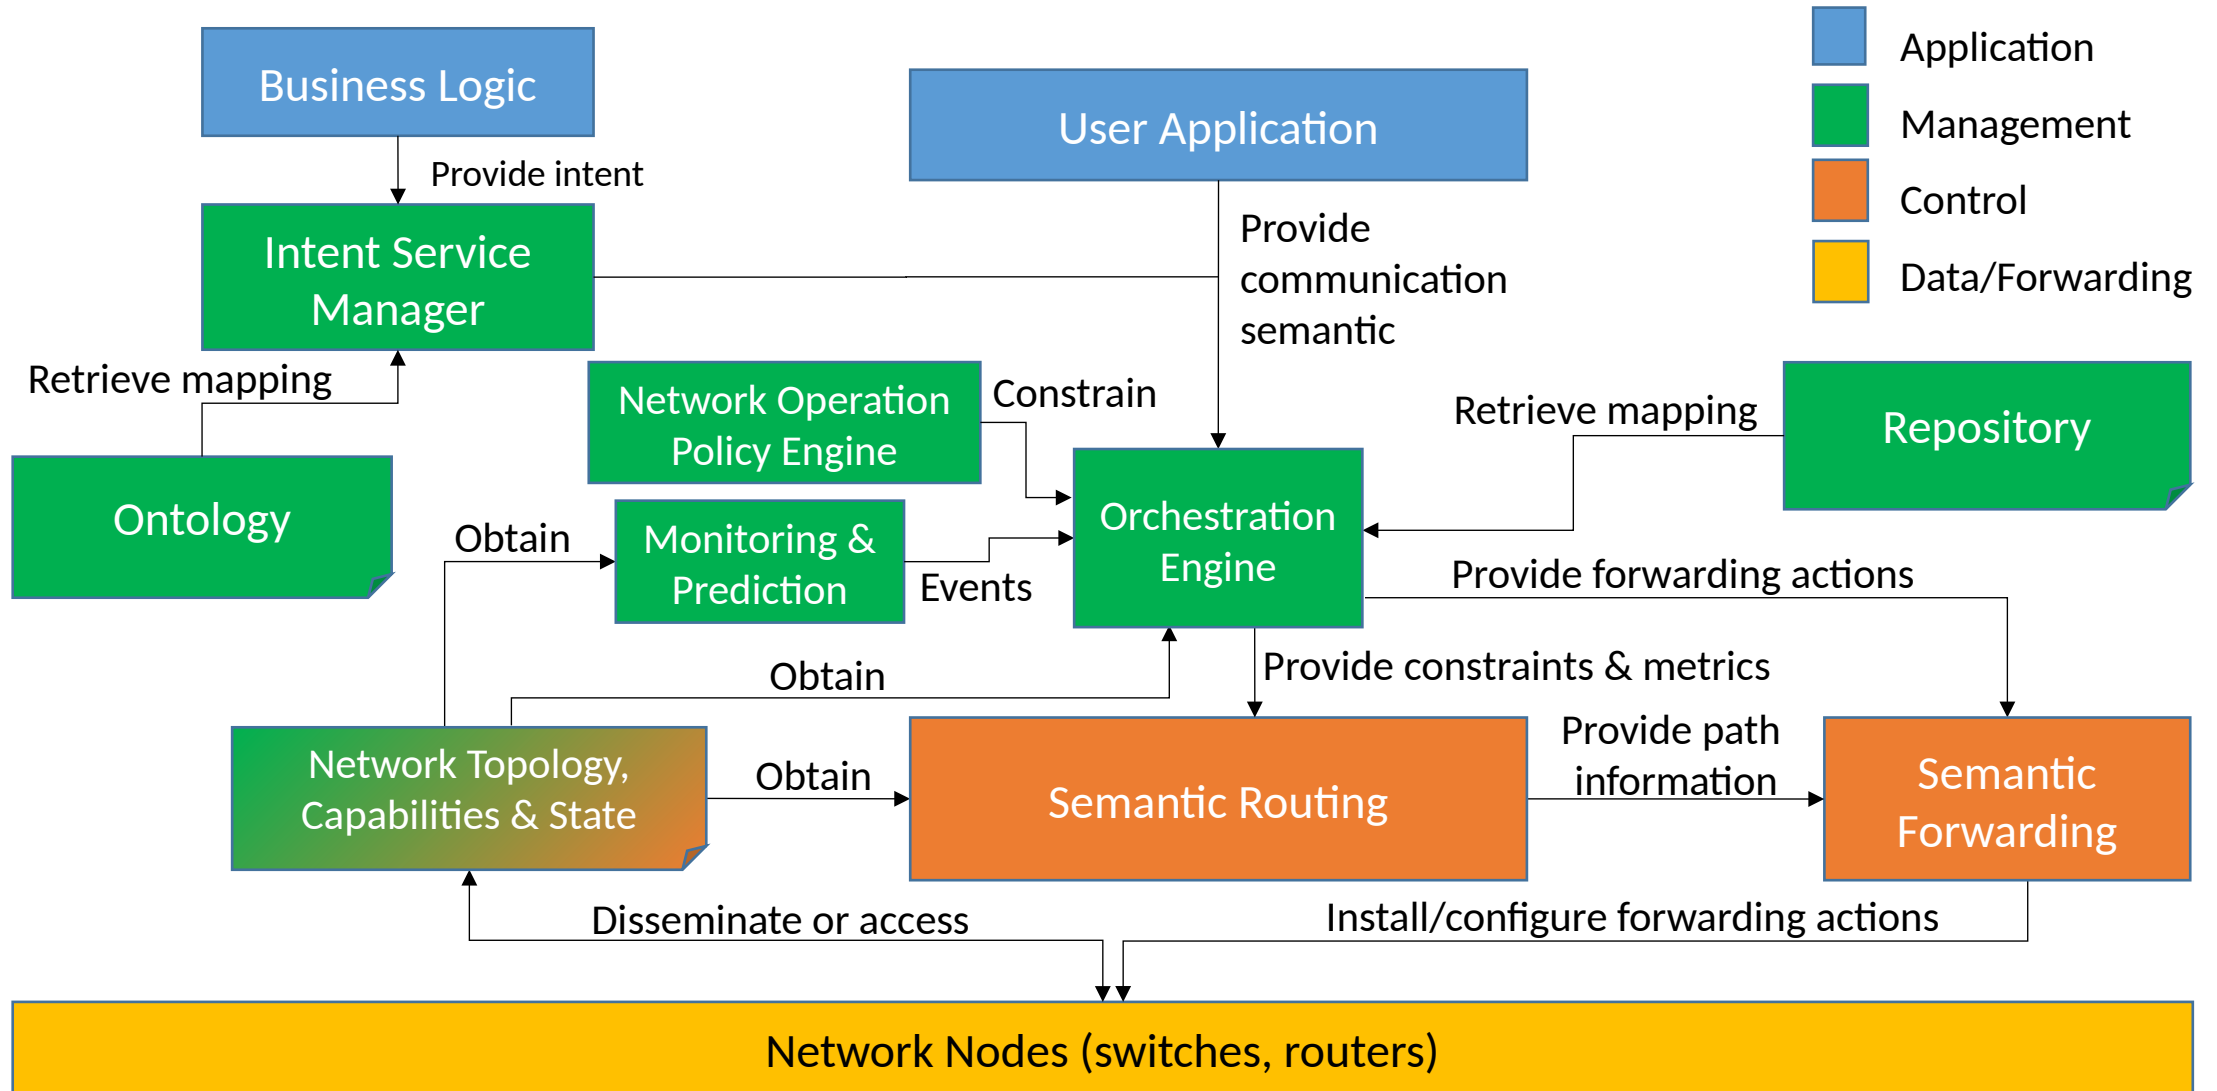 Business Logic
User Application
Application
Management
Control
Data/Forwarding
Provide intent
Intent Service
Manager
Provide
communication
semantic
Retrieve mapping
Network Operation
Policy Engine
Constrain
Retrieve mapping
Repository
Ontology
Obtain
Monitoring &
Prediction
Events
Orchestration
Engine
Provide forwarding actions
Obtain
Provide constraints & metrics
Network Topology,
Capabilities & State
Obtain
Semantic Routing
Provide path
information
Semantic
Forwarding
Disseminate or access
Install/configure forwarding actions
Network Nodes (switches, routers)